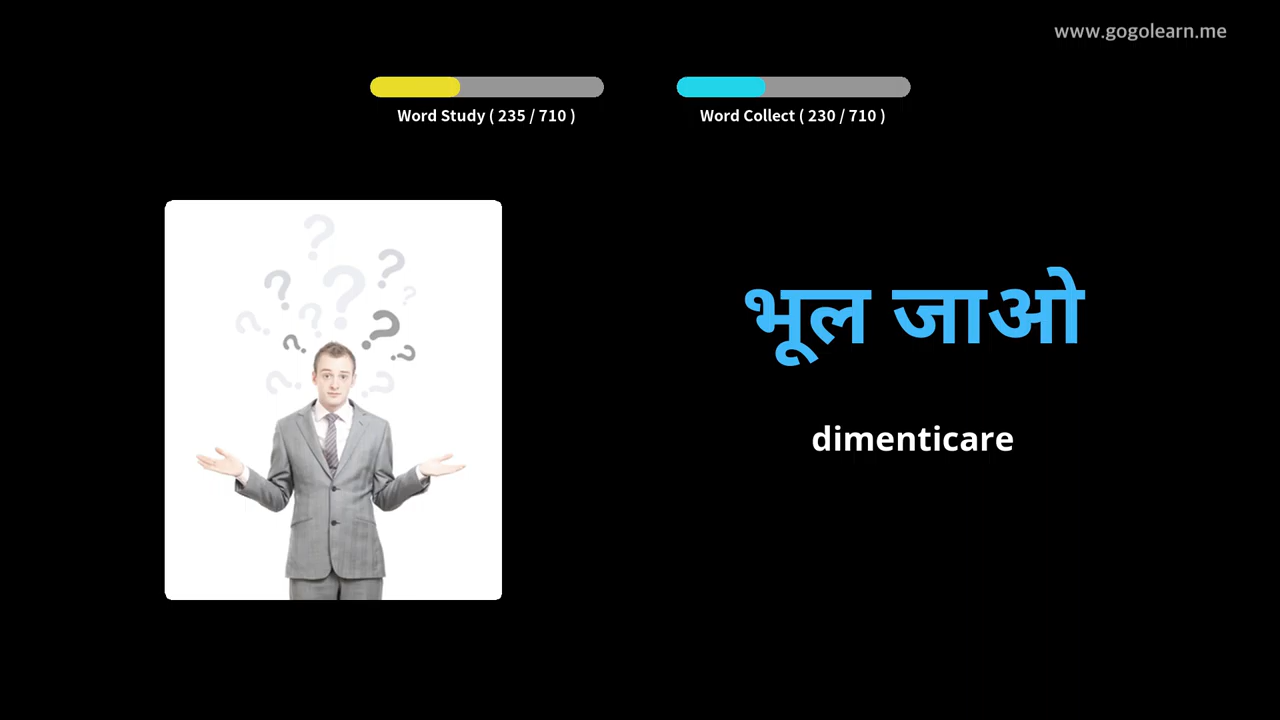 www.gogolearn.me
Word Study ( 235 / 710 )
Word Collect ( 230 / 710 )
भूल जाओ
dimenticare